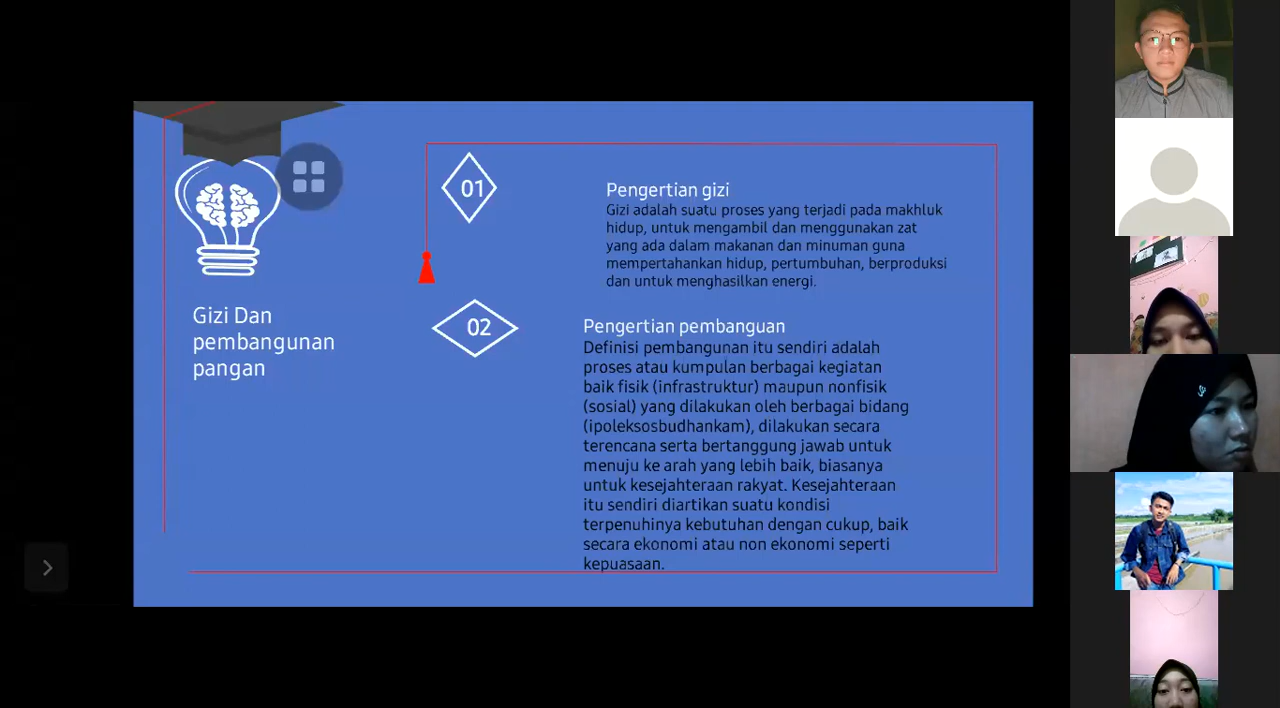 Gizi Dan
pembangunan
pangan
01
Pengertian gizi
Gizi adalah suatu proses yang terjadi pada makhluk
hidup, untuk mengambil dan menggunakan zat
yang ada dalam makanan dan minuman guna
mempertahankan hidup, pertumbuhan, berproduksi
dan untuk menghasilkan energi.
02
Pengertian pembanguan
Definisi pembangunan itu sendiri adalah
proses atau kumpulan berbagai kegiatan
baik fisik (infrastruktur) maupun nonfisik
(sosial) yang dilakukan oleh berbagai bidang
(ipoleksosbudhankam), dilakukan secara
terencana serta bertanggung jawab untuk
menuju ke arah yang lebih baik, biasanya
untuk kesejahteraan rakyat. Kesejahteraan
itu sendiri diartikan suatu kondisi
terpenuhinya kebutuhan dengan cukup, baik
secara ekonomi atau non ekonomi seperti
kepuasaan.